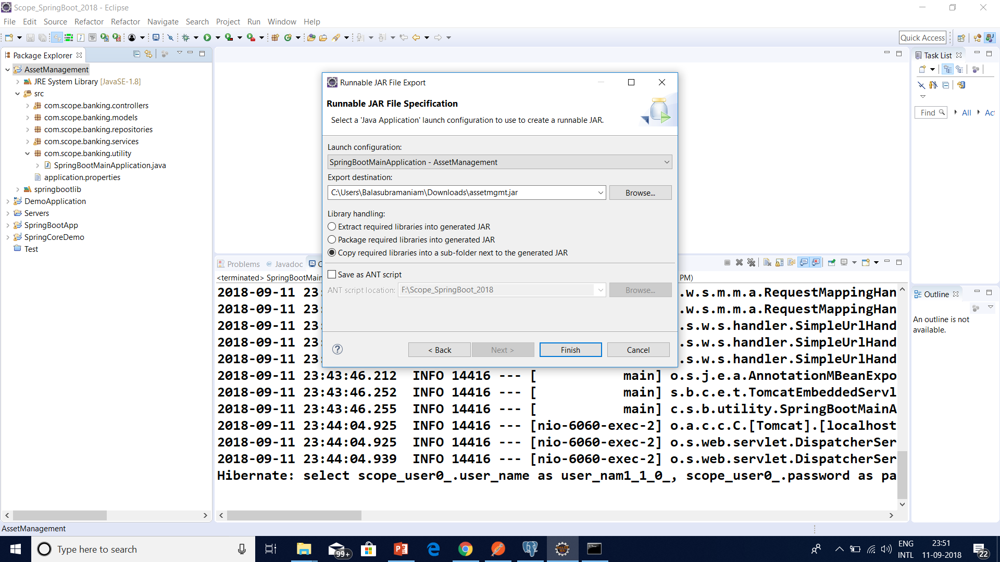 Scope_SpringBoot_2018 - Eclipse
File Edit Source Refactor Refactor Navigate Search Project Run Window Help
Quick Access
Package Explorer
AssetManagement
JRE System Library [JavaSE-1.8]
src
com.scope.banking.controllers
com.scope.banking.models
com.scope.banking.repositories
com.scope.banking.services
com.scope.banking.utility
SpringBootMainApplication.java
application.properties
springbootlib
DemoApplication
Servers
SpringBootApp
SpringCoreDemo
Test
Runnable JAR File Export
Runnable JAR File Specification
Select a 'Java Application' launch configuration to use to create a runnable JAR.
Launch configuration:
SpringBootMainApplication - AssetManagement
Export destination:
C:\Users\Balasubramaniam\Downloads\assetmgmt.jar
Browse...
Library handling:
Extract required libraries into generated JAR
Package required libraries into generated JAR
Copy required libraries into a sub-folder next to the generated JAR
Save as ANT script
ANT script location: F:\Scope_SpringBoot_2018 Browse...
< Back Next > Finish Cancel
Task List
Find All Ac
Outline
An outline is not
available.
Problems @ Javadoc C
<terminated> SpringBootMain PM)
2018-09-11 23: .w.s.m.m.a.RequestMappingHan
2018-09-11 23: .w.s.m.m.a.RequestMappingHan
2018-09-11 23: .s.w.s.handler.SimpleUrlHand
2018-09-11 23: .s.w.s.handler.SimpleUrlHand
2018-09-11 23: .s.w.s.handler.SimpleUrlHand
2018-09-11 23:43:46.212 INFO 14416 --- [ main] o.s.j.e.a.AnnotationMBeanExpo
2018-09-11 23:43:46.252 INFO 14416 --- [ main] s.b.c.e.t.TomcatEmbeddedServl
2018-09-11 23:43:46.255 INFO 14416 --- [ main] c.s.b.utility.SpringBootMainA
2018-09-11 23:44:04.925 INFO 14416 --- [nio-6060-exec-2] o.a.c.c.C.[Tomcat].[localhost
2018-09-11 23:44:04.925 INFO 14416 --- [nio-6060-exec-2] o.s.web.servlet.DispatcherSer
2018-09-11 23:44:04.939 INFO 14416 --- [nio-6060-exec-2] o.s.web.servlet.DispatcherSer
Hibernate: select scope_user0_.user_name as user_nam1_1_0_, scope_user0_.password as pa
AssetManagement
Type here to search
99+
ENG
INTL
23:51
11-09-2018
22